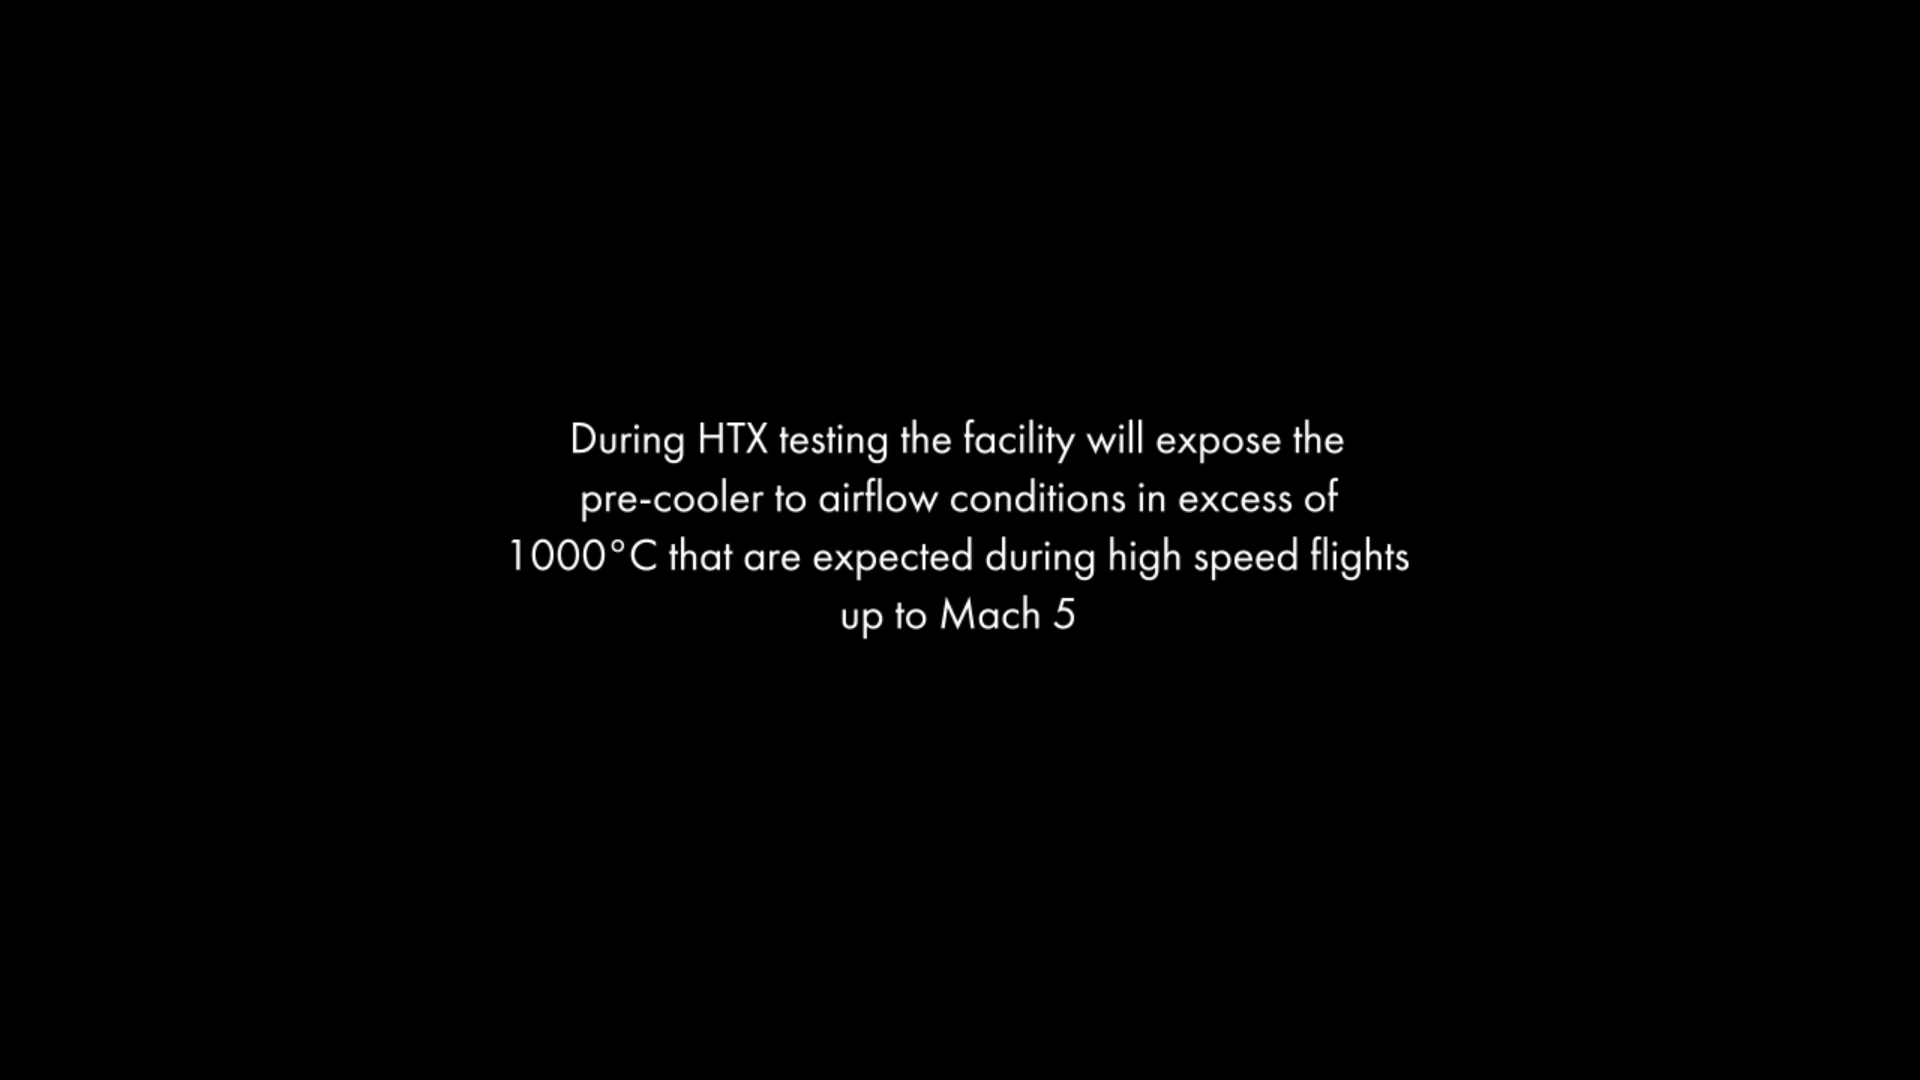 During HTX testing the facility will expose the
pre-cooler to airflow conditions in excess of
1000°C that are expected during high speed flights
up to Mach 5